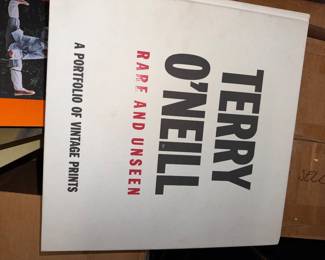 TERRY
O'NEILL
RARE AND UNSEEN
A PORTFOLIO OF VINTAGE PRINTS